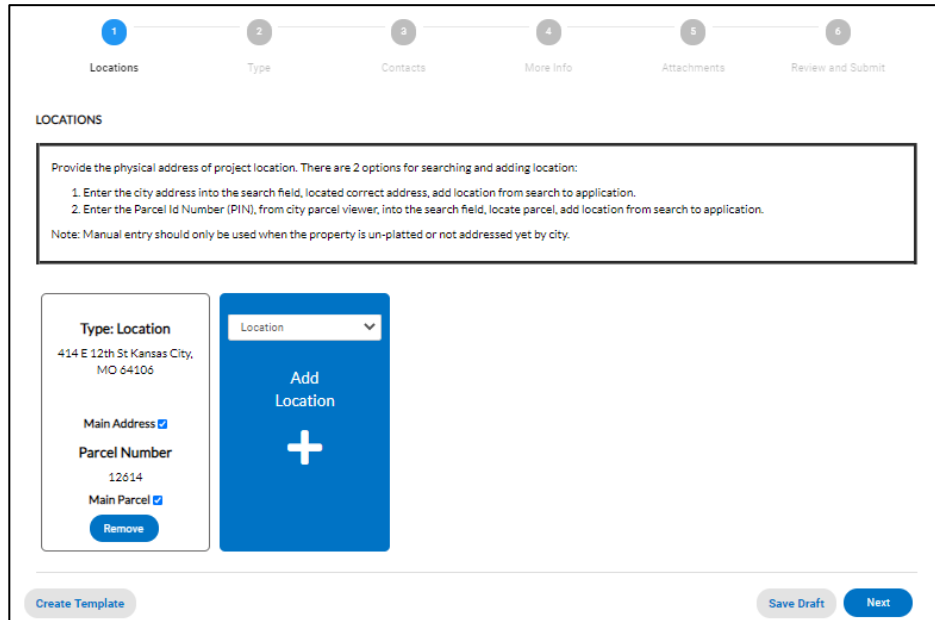 1
2
3
4
5
6
Locations
Type
Contacts
More Info
Attachments
Review and Submit
LOCATIONS
Provide the physical address of project location. There are 2 options for searching and adding location:
1. Enter the city address into the search field, located correct address, add location from search to application.
2. Enter the Parcel Id Number (PIN), from city parcel viewer, into the search field, locate parcel, add location from search to application.
Note: Manual entry should only be used when the property is un-platted or not addressed yet by city.
Type: Location
414 E 12th St Kansas City,
MO 64106
Main Address
Parcel Number
12614
Main Parcel
Remove
Location
Add
Location
Create Template
Save Draft
Next